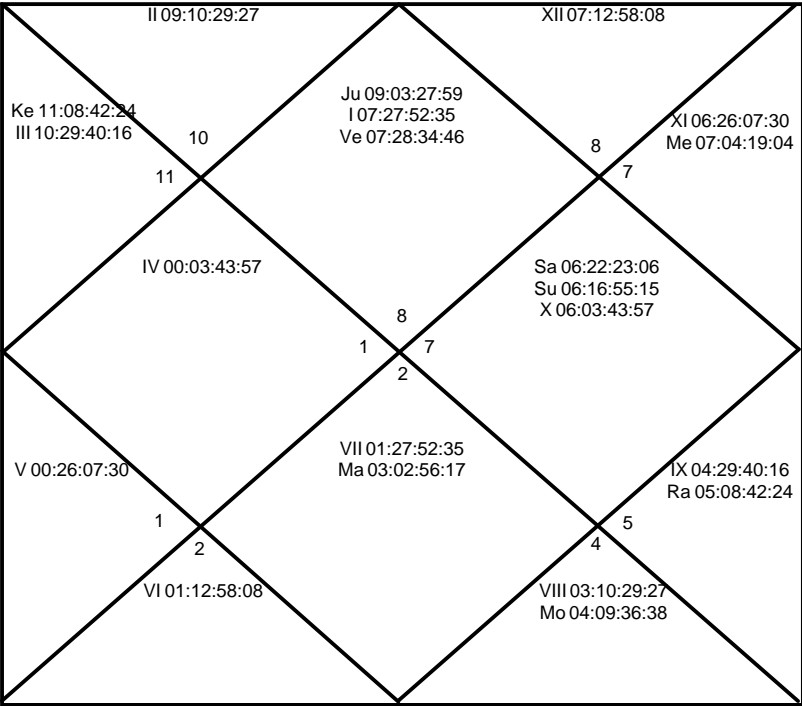 II 09:10:29:27
XII 07:12:58:08
Ju 09:03:27:59
I 07:27:52:35
Ve 07:28:34:46
Ke 11:08:42:24
III 10:29:40:16
XI 06:26:07:30
Me 07:04:19:04
10
8
11
7
IV 00:03:43:57
Sa 06:22:23:06
Su 06:16:55:15
X 06:03:43:57
8
1
7
2
VII 01:27:52:35
Ma 03:02:56:17
V 00:26:07:30
IX 04:29:40:16
Ra 05:08:42:24
1
5
2
4
VI 01:12:58:08
VIII 03:10:29:27
Mo 04:09:36:38